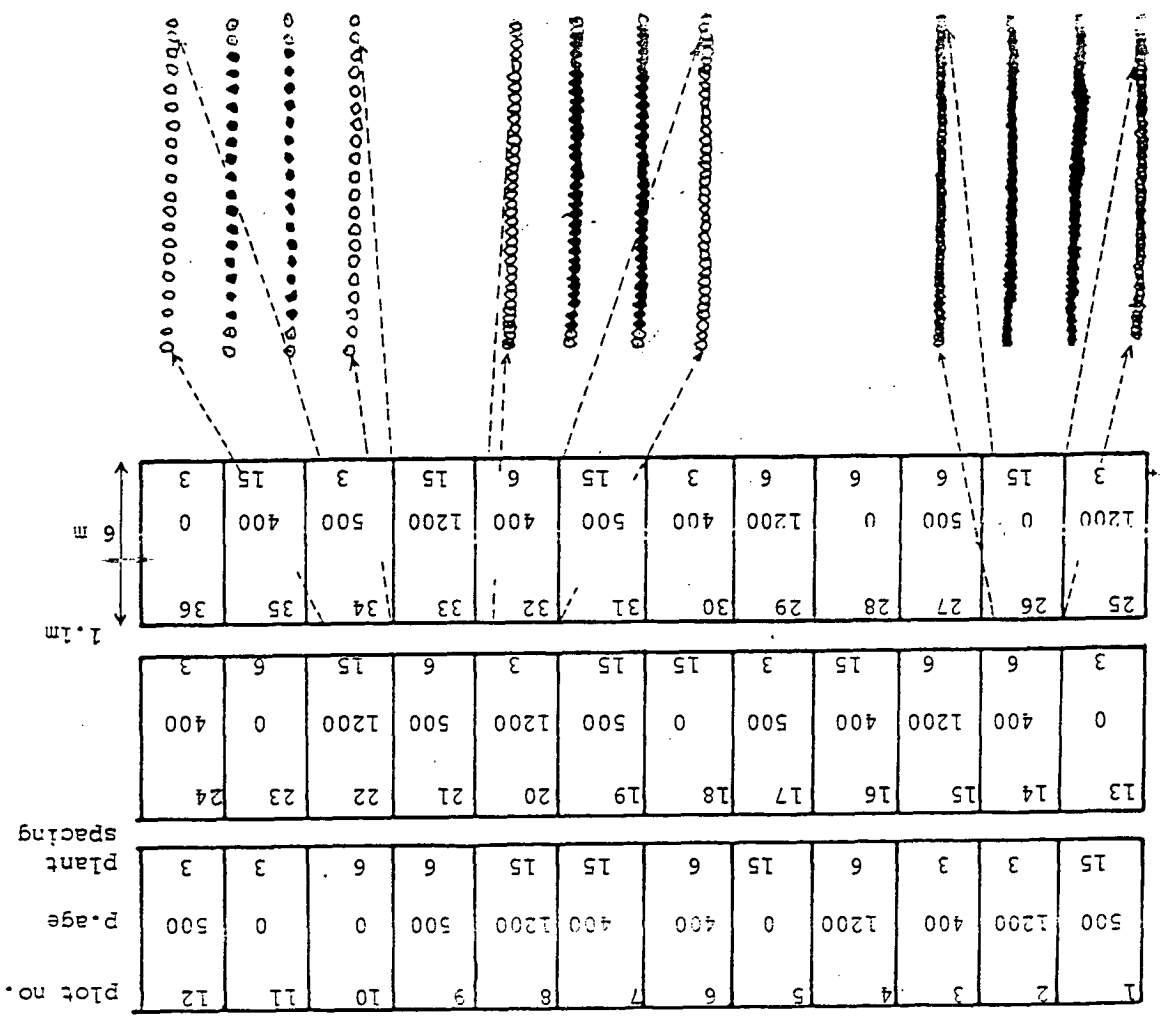 1 2 3 4 5 6 7 8 9 10 11 12 plot no.
500 1200 400 1200 0 400 400 1200 500 0 0 500 p.age
15 3 3 6 15 6 15 15 6 6 3 3 plant
spacing
13 14 15 16 17 18 19 20 21 22 23 24
0 400 1200 400 500 0 500 1200 500 1200 0 400
3 6 6 15 3 15 15 3 6 15 6 3
1.im
25 26 27 28 29 30 31 32 33 34 35 36
1200 0 500 0 1200 400 500 400 1200 500 400 0 6 m
3 15 6 6 6 3 15 6 15 3 15 3